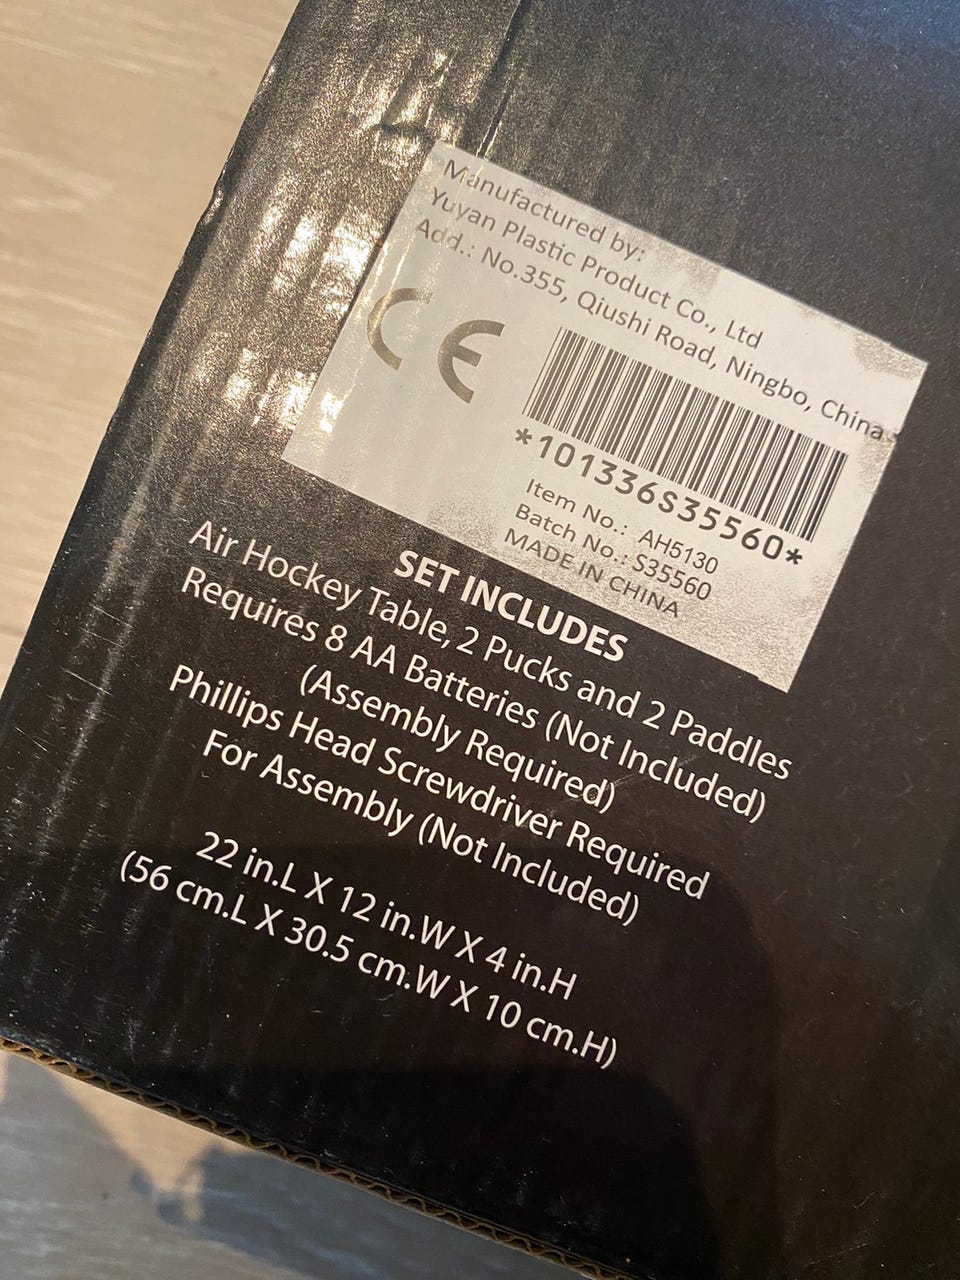 Manufactured by:
Yuyan Plastic Product Co., Ltd
Add.: No.355, Qiushi Road, Ningbo, China
CE
*101336S35560*
Item No.: AH5130
Batch No.: S35560
MADE IN CHINA
SET INCLUDES
Air Hockey Table, 2 Pucks and 2 Paddles
Requires 8 AA Batteries (Not Included)
(Assembly Required)
Phillips Head Screwdriver Required
For Assembly (Not Included)
22 in.L X 12 in.W X 4 in.H
(56 cm.L X 30.5 cm.W X 10 cm.H)